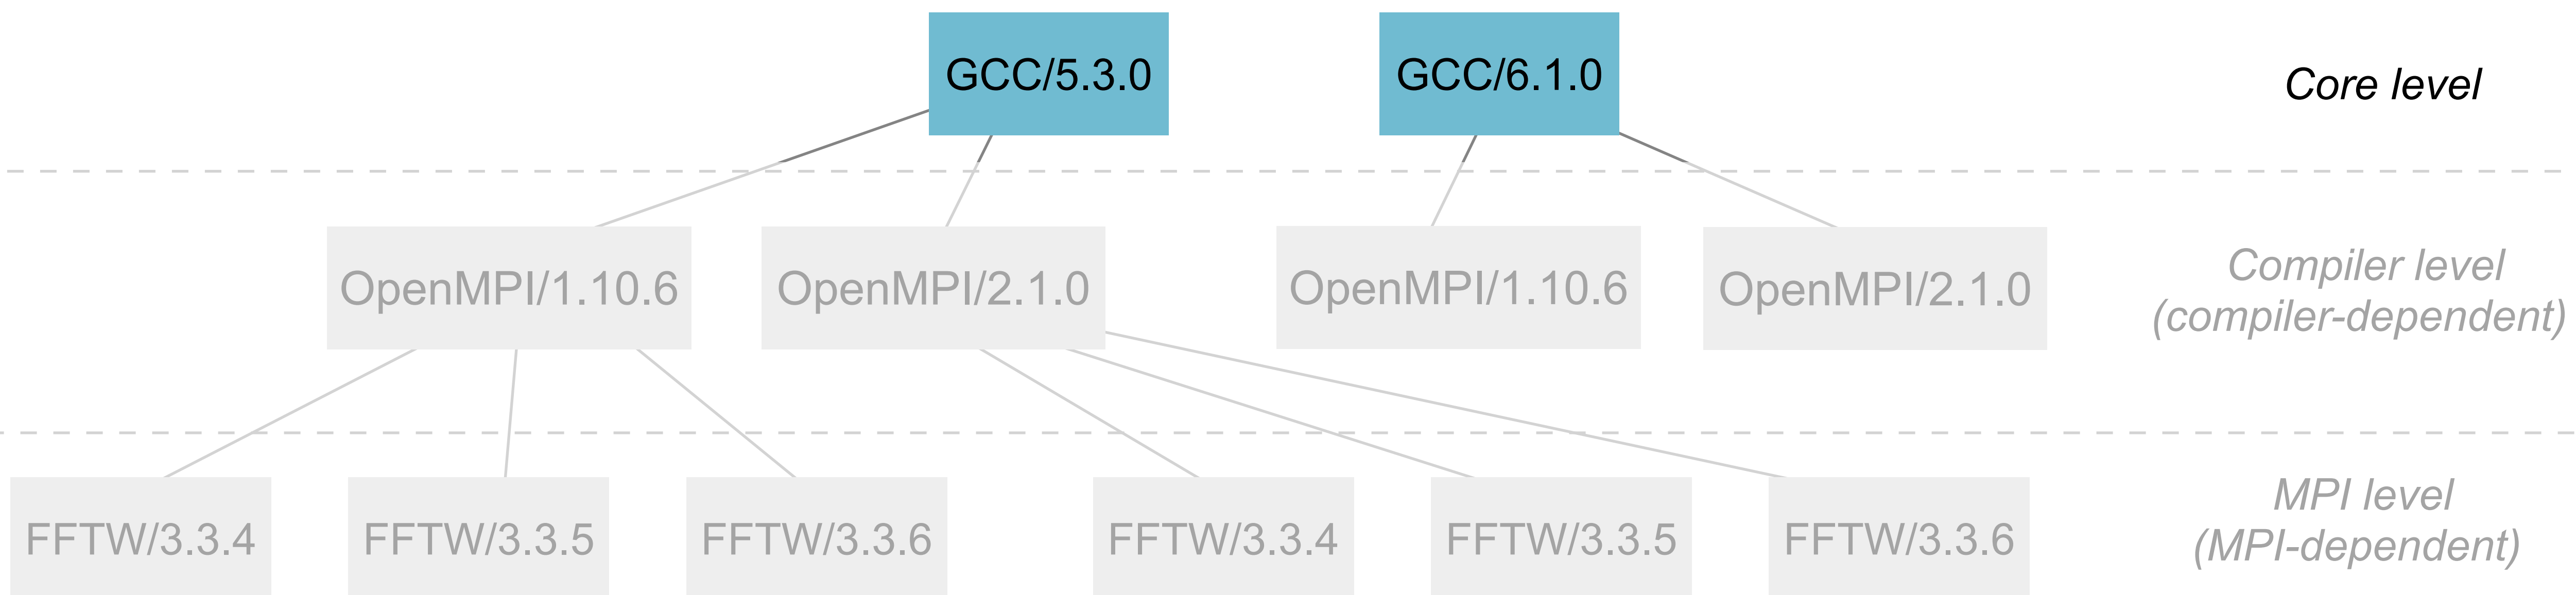 GCC/5.3.0
GCC/6.1.0
Core level
OpenMPI/1.10.6
OpenMPI/2.1.0
OpenMPI/1.10.6
OpenMPI/2.1.0
Compiler level
(compiler-dependent)
FFTW/3.3.4
FFTW/3.3.5
FFTW/3.3.6
FFTW/3.3.4
FFTW/3.3.5
FFTW/3.3.6
MPI level
(MPI-dependent)